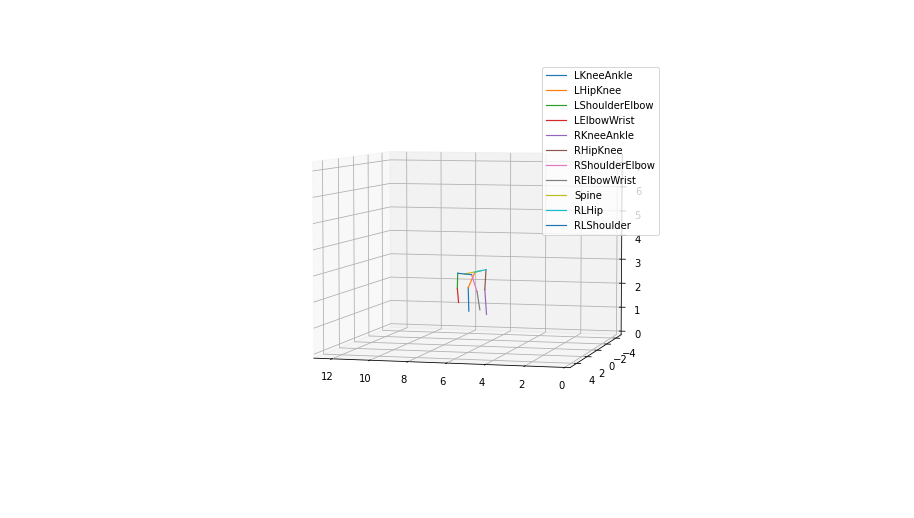 LKneeAnkle
LHipKnee
LShoulderElbow
LElbowWrist
RKneeAnkle
RHipKnee
RShoulderElbow
RElbowWrist
Spine
RLHip
RLShoulder
6
5
4
3
2
1
0
12 10 8 6 4 2 0
4 2 0 −2 −4